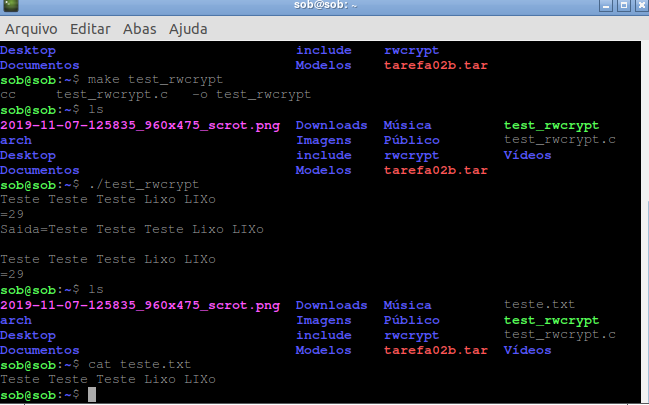 sob@sob: ~
Arquivo Editar Abas Ajuda
Desktop include rwcrypt
Documentos Modelos tarefa02b.tar
sob@sob:~$ make test_rwcrypt
cc test_rwcrypt.c -o test_rwcrypt
sob@sob:~$ ls
2019-11-07-125835_960x475_scrot.png Downloads Música test_rwcrypt
arch Imagens Público test_rwcrypt.c
Desktop include rwcrypt Vídeos
Documentos Modelos tarefa02b.tar
sob@sob:~$ ./test_rwcrypt
Teste Teste Teste Lixo LIXo
=29
Saida=Teste Teste Teste Lixo LIXo
Teste Teste Teste Lixo LIXo
=29
sob@sob:~$ ls
2019-11-07-125835_960x475_scrot.png Downloads Música teste.txt
arch Imagens Público test_rwcrypt
Desktop include rwcrypt test_rwcrypt.c
Documentos Modelos tarefa02b.tar Vídeos
sob@sob:~$ cat teste.txt
Teste Teste Teste Lixo LIXo
sob@sob:~$